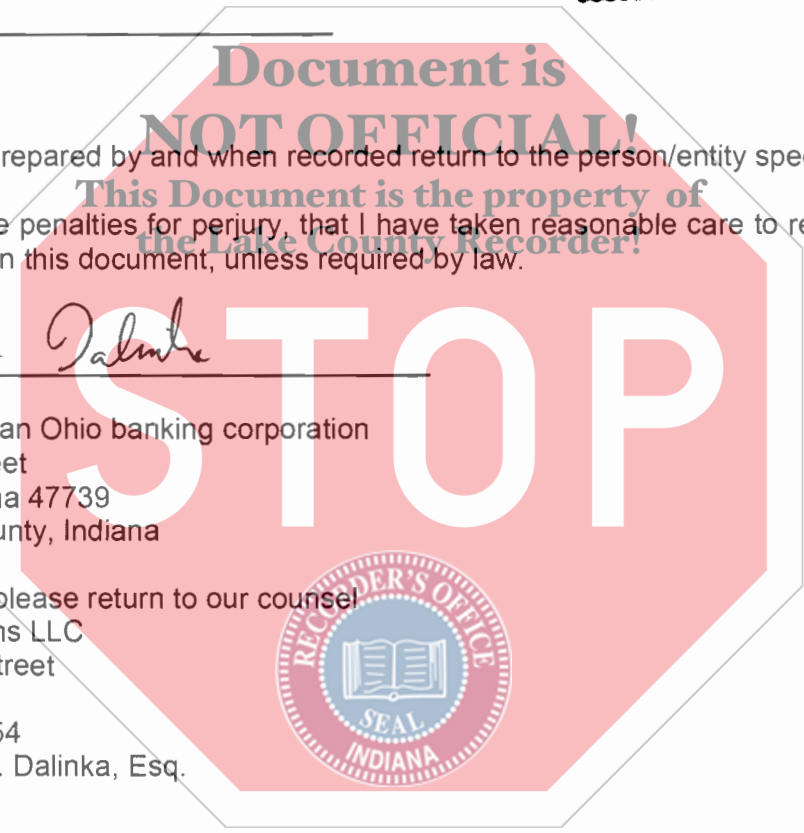 Document is
NOT OFFICIAL!
repared by and when recorded return to the person/entity spec
This Document is the property of
e penalties for perjury, that I have taken reasonable care to re
the Lake County Recorder!
n this document, unless required by law.
Dalinka
STOP
an Ohio banking corporation
eet
na 47739
unty, Indiana
please return to our counsel
ns LLC
treet
54
. Dalinka, Esq.
RECORDER'S OFFICE
SEAL
INDIANA